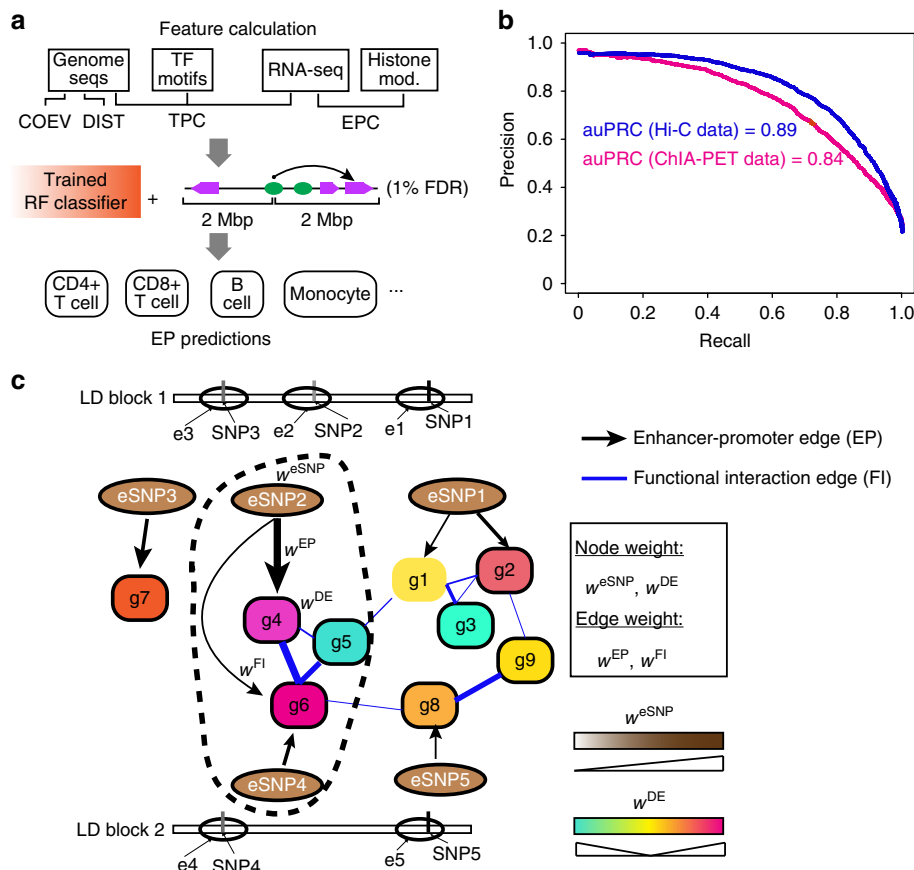 a
Feature calculation
Genome seqs
TF motifs
RNA-seq
Histone mod.
COEV
DIST
TPC
EPC
Trained RF classifier
+
(1% FDR)
2 Mbp
2 Mbp
CD4+ T cell
CD8+ T cell
B cell
Monocyte
...
EP predictions
b
Precision
1.0
0.8
0.6
0.4
0.2
0
auPRC (Hi-C data) = 0.89
auPRC (ChIA-PET data) = 0.84
0
0.2
0.4
0.6
0.8
1.0
Recall
c
LD block 1
e3
SNP3
e2
SNP2
e1
SNP1
Enhancer-promoter edge (EP)
Functional interaction edge (FI)
w^eSNP
eSNP3
eSNP2
eSNP1
w^EP
g7
g4
w^DE
g5
g1
g2
g3
g9
w^FI
g6
g8
eSNP4
eSNP5
Node weight:
w^eSNP, w^DE
Edge weight:
w^EP, w^FI
w^eSNP
w^DE
LD block 2
e4
SNP4
e5
SNP5